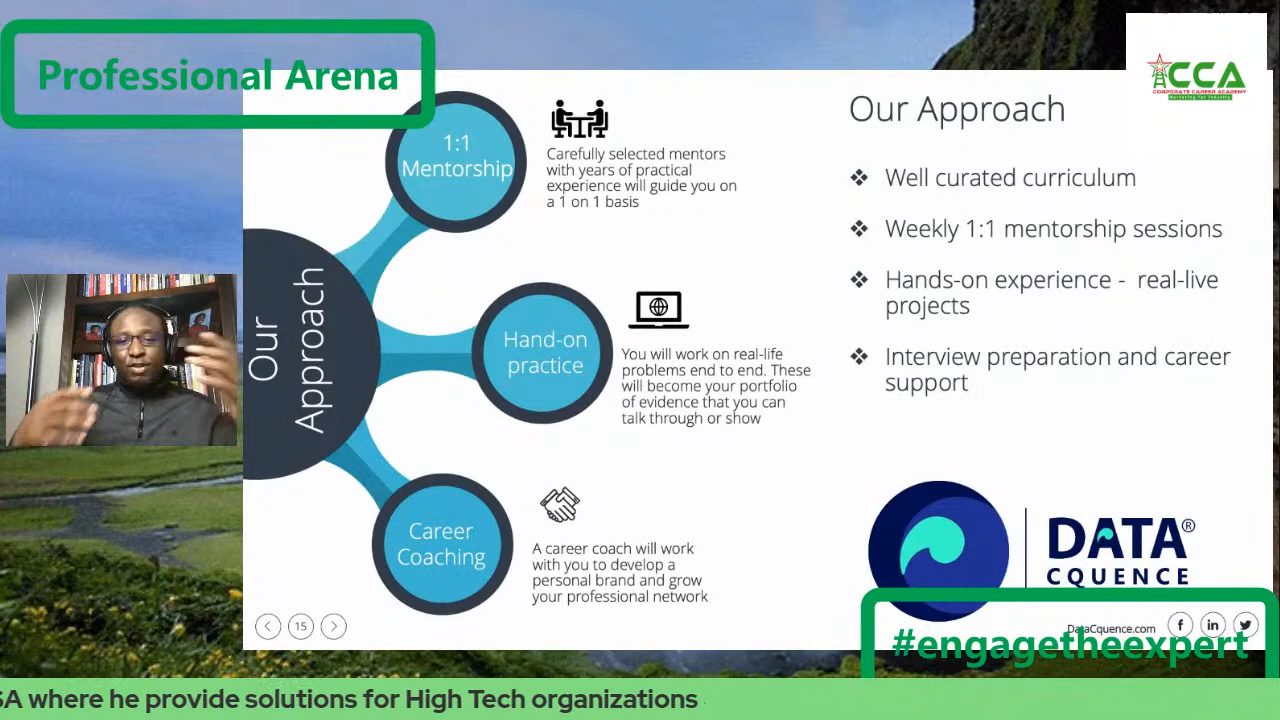 Professional Arena
CCA
CORPORATE CAREER ACADEMY
1:1
Mentorship
Carefully selected mentors
with years of practical
experience will guide you on
a 1 on 1 basis
Our
Approach
Hand-on
practice
You will work on real-life
problems end to end. These
will become your portfolio
of evidence that you can
talk through or show
Career
Coaching
A career coach will work
with you to develop a
personal brand and grow
your professional network
Our Approach
❖ Well curated curriculum
❖ Weekly 1:1 mentorship sessions
❖ Hands-on experience - real-live
projects
❖ Interview preparation and career
support
DATA®
CQUENCE
15
DataCquence.com
#engagetheexpert
SA where he provide solutions for High Tech organizations